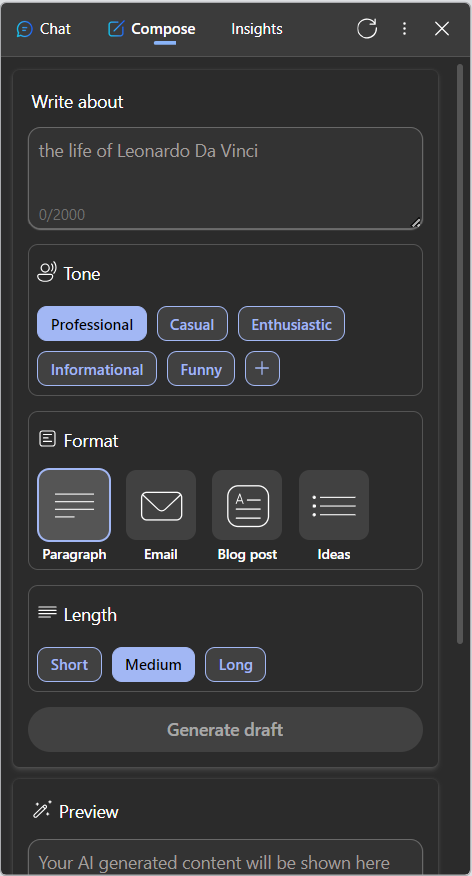 Chat Compose Insights
Write about
the life of Leonardo Da Vinci
0/2000
Tone
Professional Casual Enthusiastic
Informational Funny +
Format
A
Paragraph Email Blog post Ideas
Length
Short Medium Long
Generate draft
Preview
Your AI generated content will be shown here